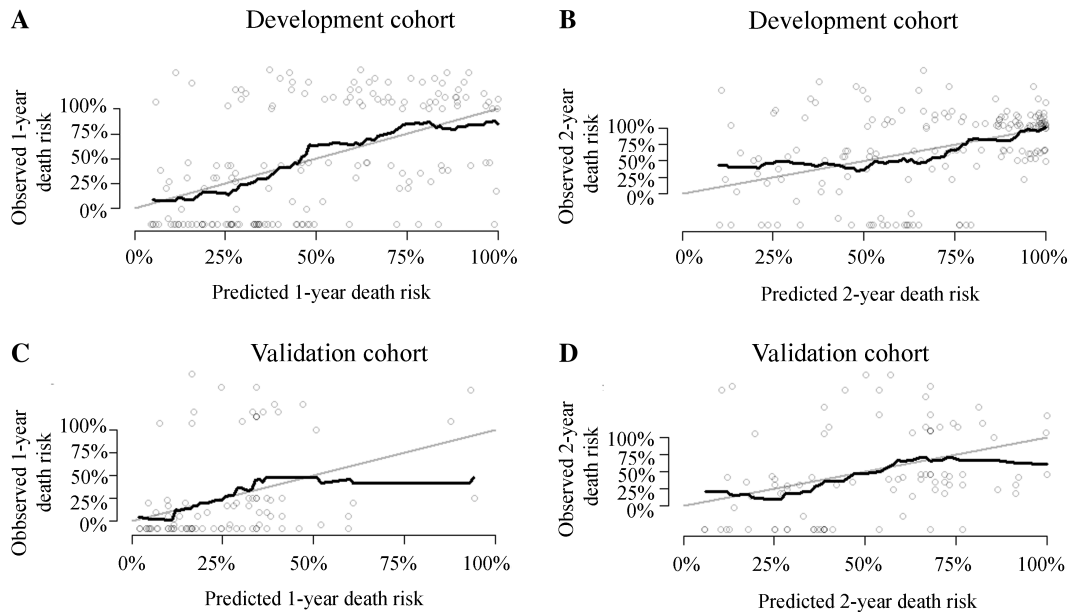 A
Development cohort
Observed 1-year
death risk
100%
75%
50%
25%
0%
0%
25%
50%
75%
100%
Predicted 1-year death risk
B
Development cohort
Observed 2-year
death risk
100%
75%
50%
25%
0%
0%
25%
50%
75%
100%
Predicted 2-year death risk
C
Validation cohort
Obbserved 1-year
death risk
100%
75%
50%
25%
0%
0%
25%
50%
75%
100%
Predicted 1-year death risk
D
Validation cohort
Observed 2-year
death risk
100%
75%
50%
25%
0%
0%
25%
50%
75%
100%
Predicted 2-year death risk